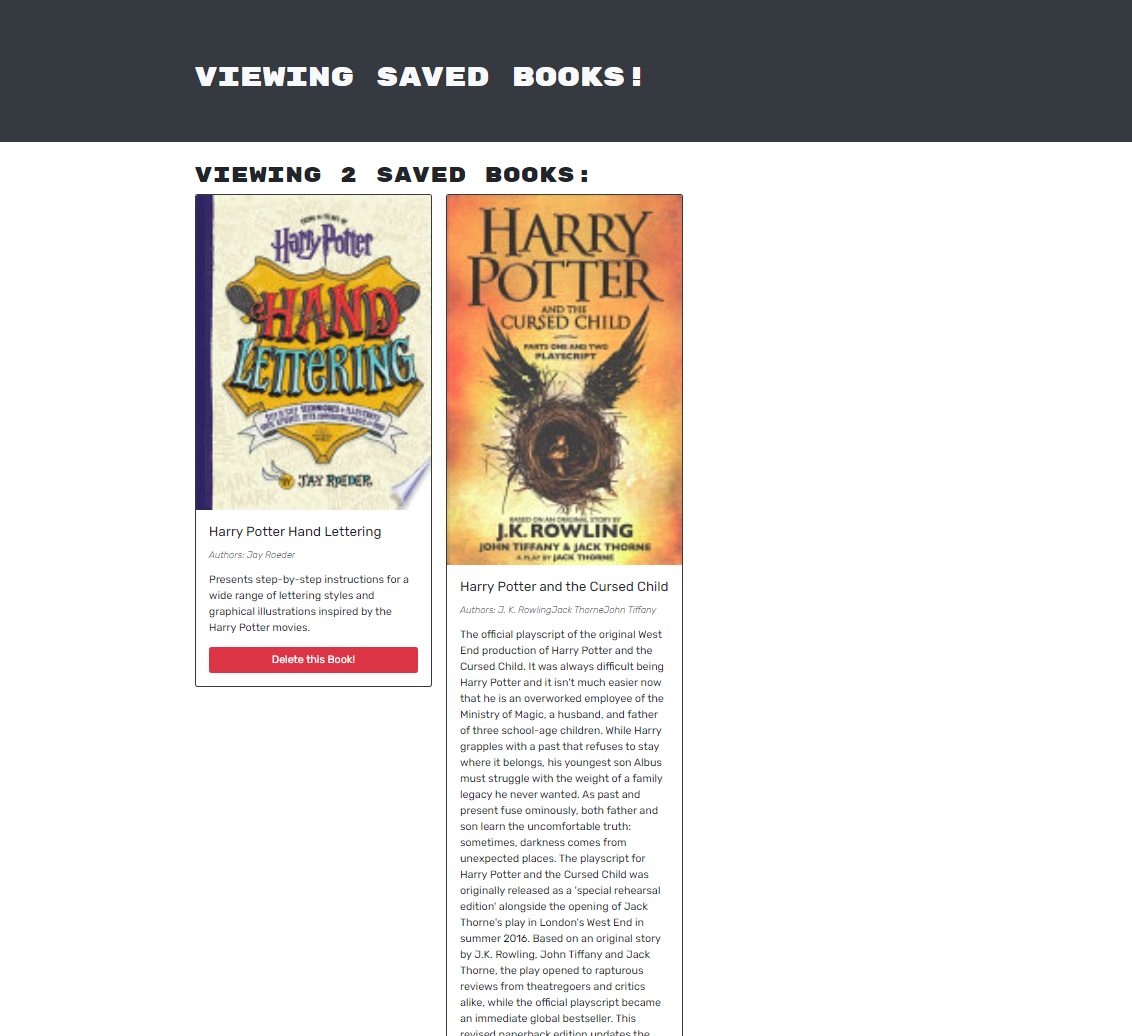 VIEWING SAVED BOOKS!
VIEWING 2 SAVED BOOKS:
Harry Potter
HAND
LETTERING
BY JAY ROEDER
Harry Potter Hand Lettering
Authors: Jay Roeder
Presents step-by-step instructions for a
wide range of lettering styles and
graphical illustrations inspired by the
Harry Potter movies.
Delete this Book!
HARRY
POTTER
AND THE
CURSED CHILD
PARTS ONE AND TWO
PLAYSCRIPT
BASED ON AN ORIGINAL STORY BY
J.K. ROWLING
JOHN TIFFANY & JACK THORNE
A PLAY BY JACK THORNE
Harry Potter and the Cursed Child
Authors: J. K. RowlingJack ThorneJohn Tiffany
The official playscript of the original West
End production of Harry Potter and the
Cursed Child. It was always difficult being
Harry Potter and it isn't much easier now
that he is an overworked employee of the
Ministry of Magic, a husband, and father
of three school-age children. While Harry
grapples with a past that refuses to stay
where it belongs, his youngest son Albus
must struggle with the weight of a family
legacy he never wanted. As past and
present fuse ominously, both father and
son learn the uncomfortable truth:
sometimes, darkness comes from
unexpected places. The playscript for
Harry Potter and the Cursed Child was
originally released as a 'special rehearsal
edition' alongside the opening of Jack
Thorne's play in London's West End in
summer 2016. Based on an original story
by J.K. Rowling, John Tiffany and Jack
Thorne, the play opened to rapturous
reviews from theatregoers and critics
alike, while the official playscript became
an immediate global bestseller. This
revised paperback edition updates the